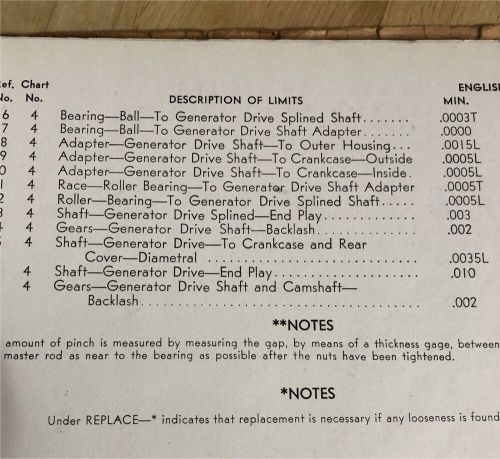 ef. Chart ENGLIS
No. No. DESCRIPTION OF LIMITS MIN.
6 4 Bearing—Ball—To Generator Drive Splined Shaft....... .0003T
7 4 Bearing—Ball—To Generator Drive Shaft Adapter....... .0000
8 4 Adapter—Generator Drive Shaft—To Outer Housing... .0015L
9 4 Adapter—Generator Drive Shaft—To Crankcase—Outside .0005L
0 4 Adapter—Generator Drive Shaft—To Crankcase—Inside. .0005L
1 4 Race—Roller Bearing—To Generator Drive Shaft Adapter .0005T
2 4 Roller—Bearing—To Generator Drive Splined Shaft..... .0005L
3 4 Shaft—Generator Drive Splined—End Play............. .003
4 Gears—Generator Drive Shaft—Backlash............... .002
4 Shaft—Generator Drive—To Crankcase and Rear
Cover—Diametral ............................ .0035L
4 Shaft—Generator Drive—End Play.................... .010
4 Gears—Generator Drive Shaft and Camshaft—
Backlash..................................... .002
**NOTES
amount of pinch is measured by measuring the gap, by means of a thickness gage, between
master rod as near to the bearing as possible after the nuts have been tightened.
*NOTES
Under REPLACE—* indicates that replacement is necessary if any looseness is found